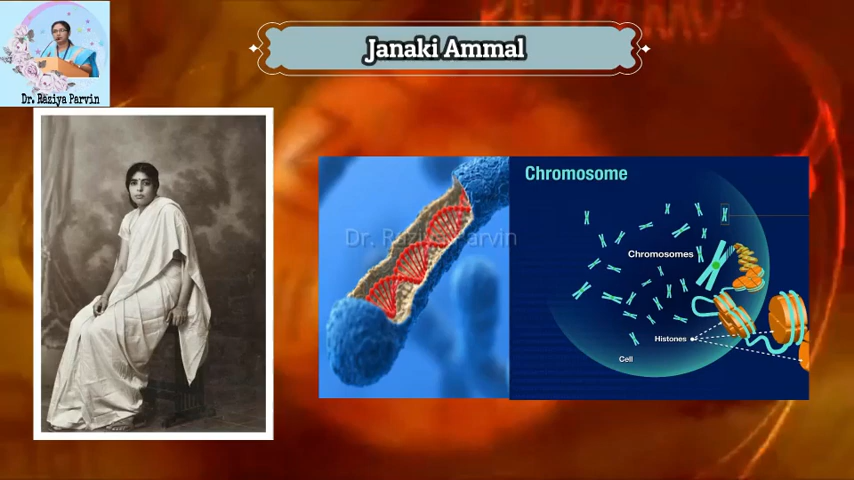 Janaki Ammal
Dr. Raziya Parvin
Chromosome
Dr. Raziya Parvin
Chromosomes
Histones
Cell